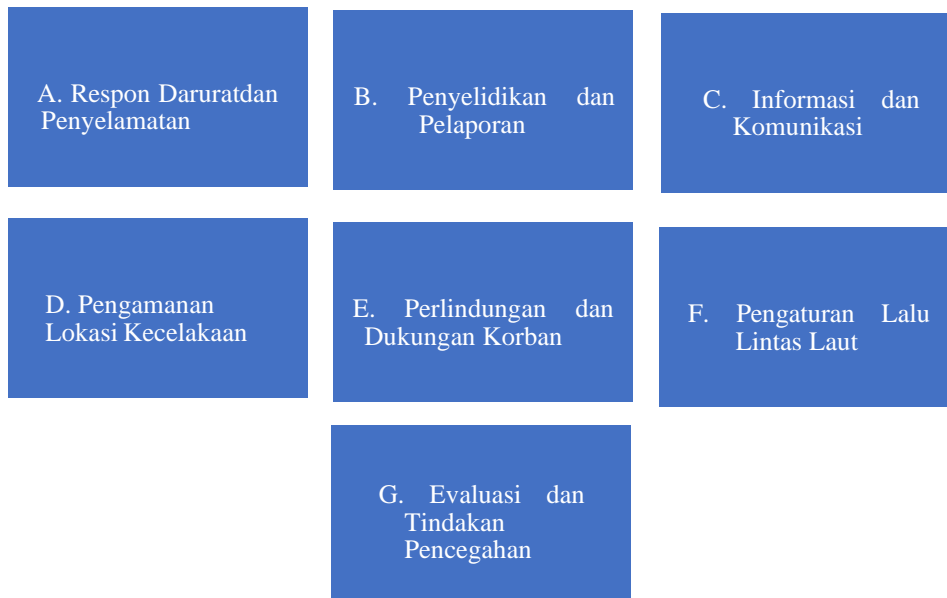 A. Respon Daruratdan
Penyelamatan
B. Penyelidikan dan
Pelaporan
C. Informasi dan
Komunikasi
D. Pengamanan
Lokasi Kecelakaan
E. Perlindungan dan
Dukungan Korban
F. Pengaturan Lalu
Lintas Laut
G. Evaluasi dan
Tindakan
Pencegahan